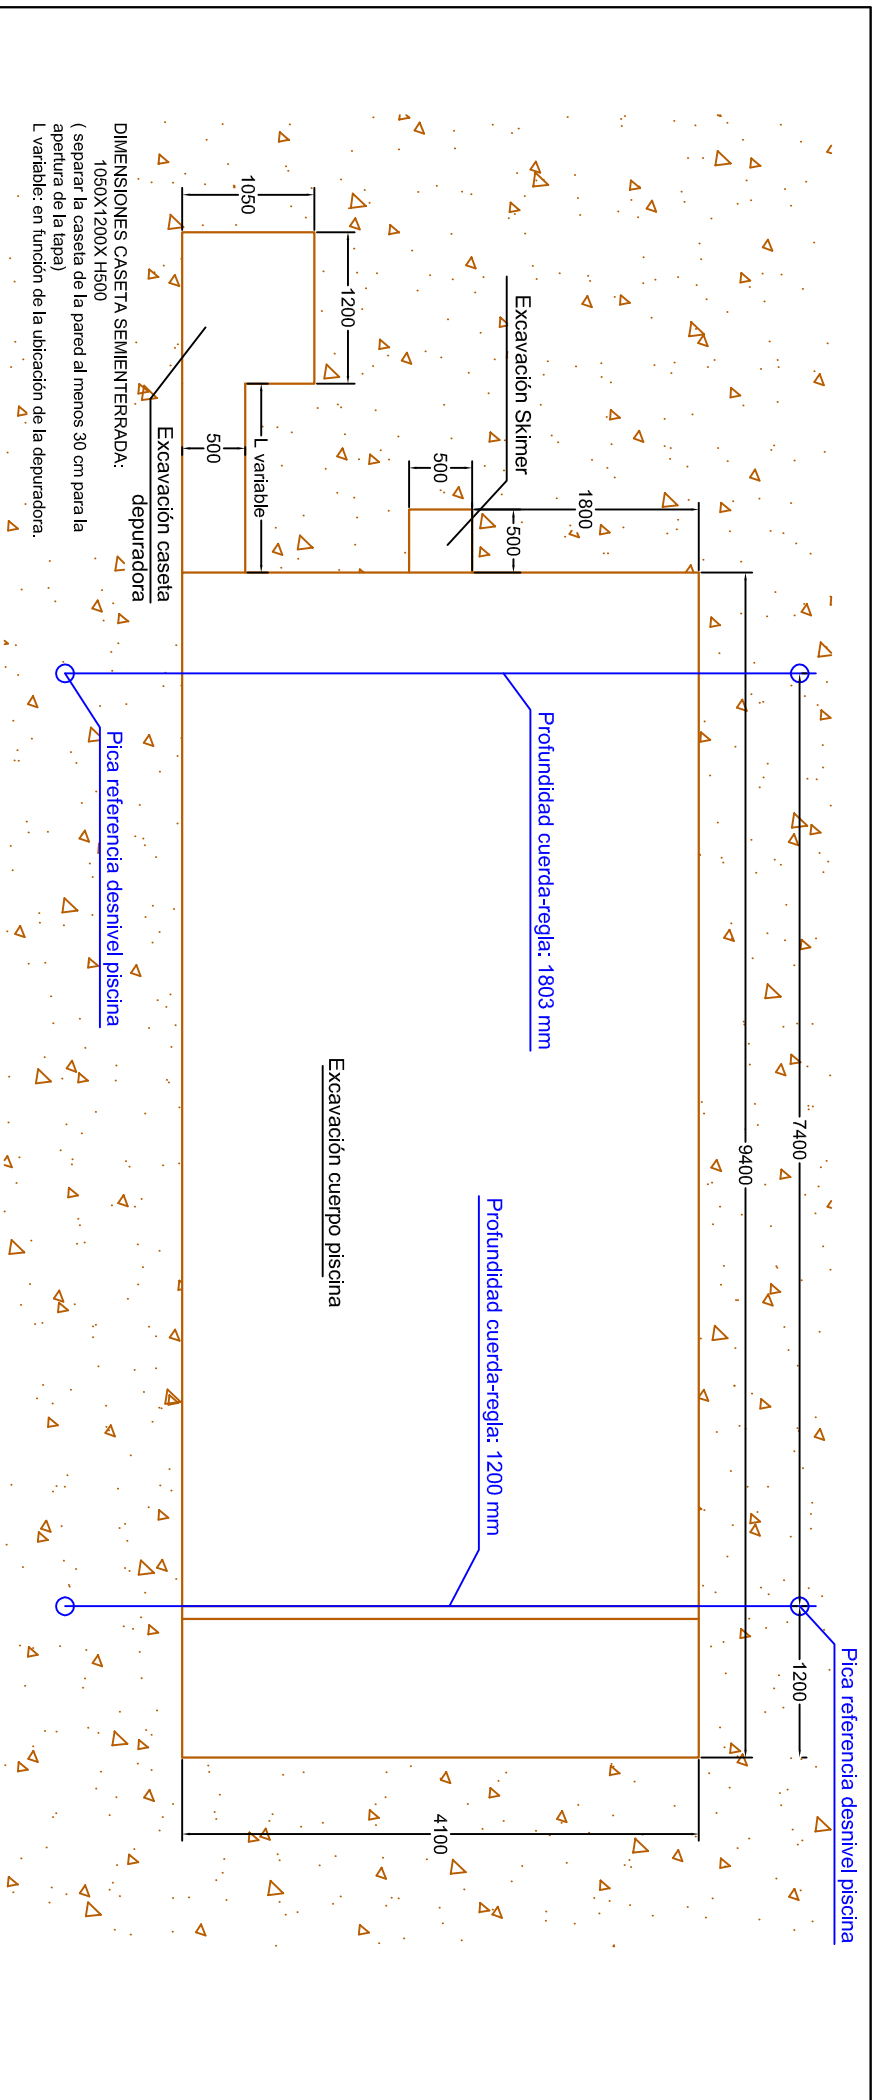 Pica referencia desnivel piscina
7400
1200
9400
Profundidad cuerda-regla: 1803 mm
Profundidad cuerda-regla: 1200 mm
Excavación Skimer
1800
500
500
4100
1200
1050
L variable
500
Excavación cuerpo piscina
Excavación caseta
depuradora
Pica referencia desnivel piscina
DIMENSIONES CASETA SEMIENTERRADA:
1050X1200X H500
( separar la caseta de la pared al menos 30 cm para la
apertura de la tapa)
L variable: en función de la ubicación de la depuradora.